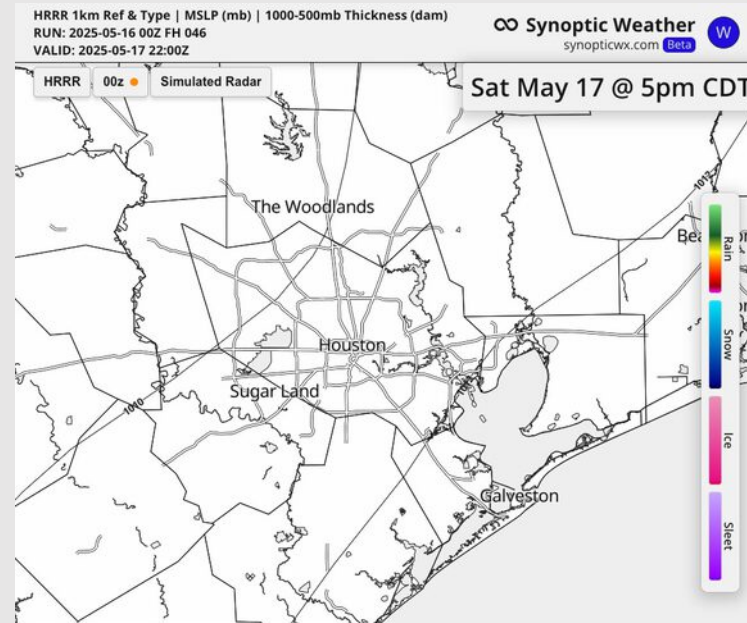 HRRR 1km Ref & Type | MSLP (mb) | 1000-500mb Thickness (dam)
RUN: 2025-05-16 00Z FH 046
VALID: 2025-05-17 22:00Z
Synoptic Weather
synopticwx.com Beta
W
HRRR
00z
Simulated Radar
Sat May 17 @ 5pm CDT
1012
The Woodlands
Rain
Houston
Snow
Sugar Land
1010
Ice
Galveston
Sleet